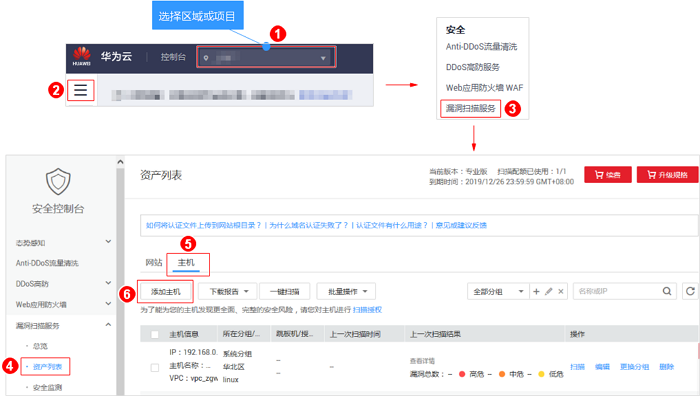 选择区域或项目
1
HUAWEI
华为云
控制台
2
安全
Anti-DDoS流量清洗
DDoS高防服务
Web应用防火墙 WAF
漏洞扫描服务
3
安全控制台
态势感知
Anti-DDoS流量清洗
DDoS高防
Web应用防火墙
漏洞扫描服务
· 总览
4
· 资产列表
· 安全监测
资产列表
当前版本：专业版 扫描配额已使用：1/1
到期时间：2019/12/26 23:59:59 GMT+08:00
续费
升级规格
如何将认证文件上传到网站根目录？ | 为什么域名认证失败了？ | 认证文件有什么用途？ | 意见或建议反馈
5
网站 主机
6
添加主机 下载报告 一键扫描 批量操作 全部分组 名称或IP
为了能为您的主机发现更全面、完整的安全风险，请您对主机进行 扫描授权
主机信息 所在分组/... 跳板机/授... 上一次扫描时间 上一次扫描结果 操作
IP：192.168.0. 系统分组 -- 查看详情
主机名称：... 华北区 -- -- 漏洞总数： -- 高危 -- 中危 -- 低危 扫描 编辑 更换分组 删除
VPC：vpc_zgw linux